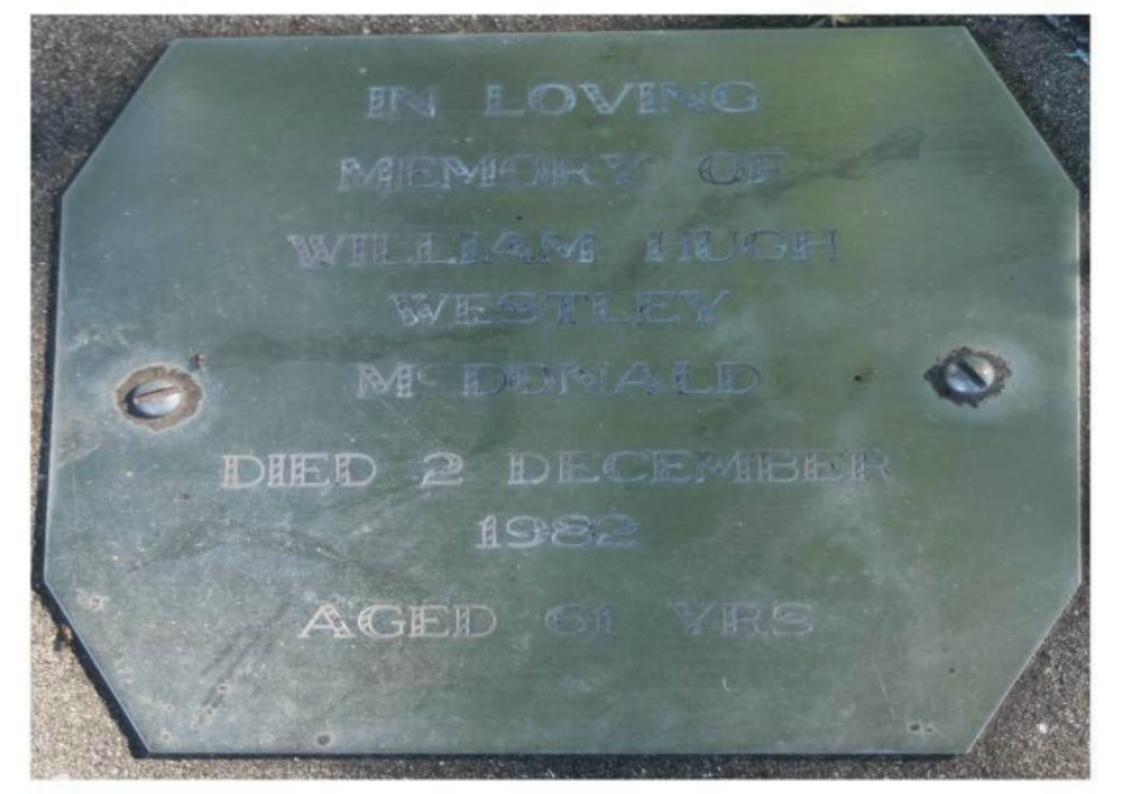 IN LOVING
MEMORY OF
WILLIAM HUGH
WESTLEY
McDONALD
DIED 2 DECEMBER
1982
AGED 61 YRS